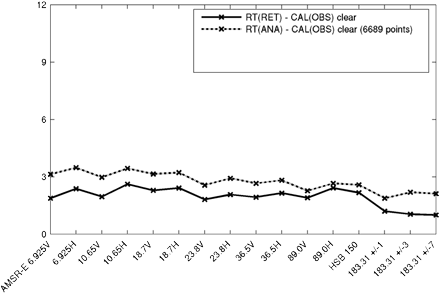 12
9
6
3
0
RT(RET) - CAL(OBS) clear
RT(ANA) - CAL(OBS) clear (6689 points)
AMSR-E 6.925V
6.925H
10.65V
10.65H
18.7V
18.7H
23.8V
23.8H
36.5V
36.5H
89.0V
89.0H
HSB 150
183.31 +/-1
183.31 +/-3
183.31 +/-7